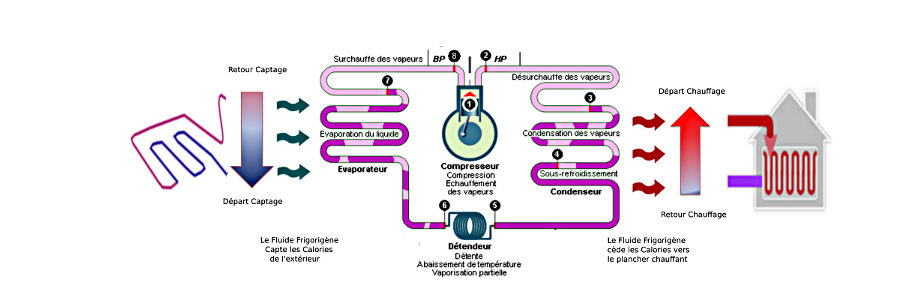 Surchauffe des vapeurs
BP
8
2
HP
Retour Captage
7
Désurchauffe des vapeurs
Départ Chauffage
1
3
Evaporation du liquide
Condensation des vapeurs
4
Evaporateur
Compresseur
Compression
Echauffement
des vapeurs
Sous-refroidissement
Condenseur
Départ Captage
6
5
Retour Chauffage
Le Fluide Frigorigène
Capte les Calories
de l'extérieur
Détendeur
Détente
Abaissement de température
Vaporisation partielle
Le Fluide Frigorigène
cède les Calories vers
le plancher chauffant